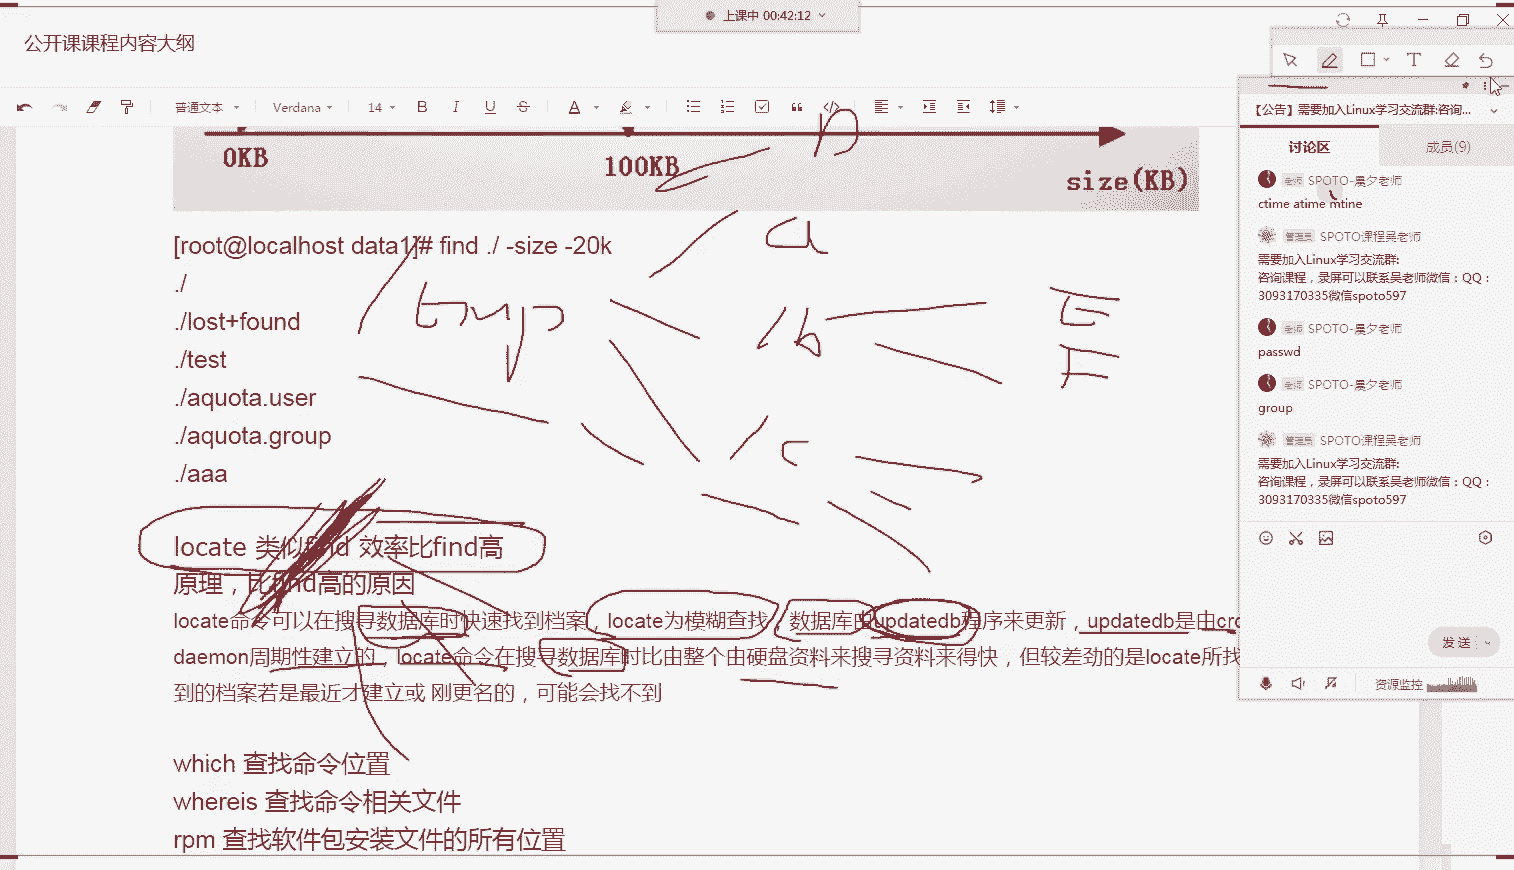 上课中 00:42:12
公开课课程内容大纲
普通文本 Verdana 14 B I U S A
T
【公告】需要加入Linux学习交流群:咨询...
讨论区 成员(9)
0KB 100KB size(KB)
D
[root@localhost data1]# find ./ -size -20k
./
./lost+found
./test
./aquota.user
./aquota.group
./aaa
tmp a
b E
F
c
locate 类似find 效率比find高
原理，比find高的原因
locate命令可以在搜寻数据库时快速找到档案，locate为模糊查找，数据库由updatedb程序来更新，updatedb是由cro
daemon周期性建立的，locate命令在搜寻数据库时比由整个由硬盘资料来搜寻资料来得快，但较差劲的是locate所找
到的档案若是最近才建立或 刚更名的，可能会找不到
which 查找命令位置
whereis 查找命令相关文件
rpm 查找软件包安装文件的所有位置
老师 SPOTO-晨夕老师
ctime atime mtine
管理员 SPOTO课程吴老师
需要加入Linux学习交流群:
咨询课程，录屏可以联系吴老师微信：QQ：
3093170335微信spoto597
老师 SPOTO-晨夕老师
passwd
老师 SPOTO-晨夕老师
group
管理员 SPOTO课程吴老师
需要加入Linux学习交流群:
咨询课程，录屏可以联系吴老师微信：QQ：
3093170335微信spoto597
发送
资源监控